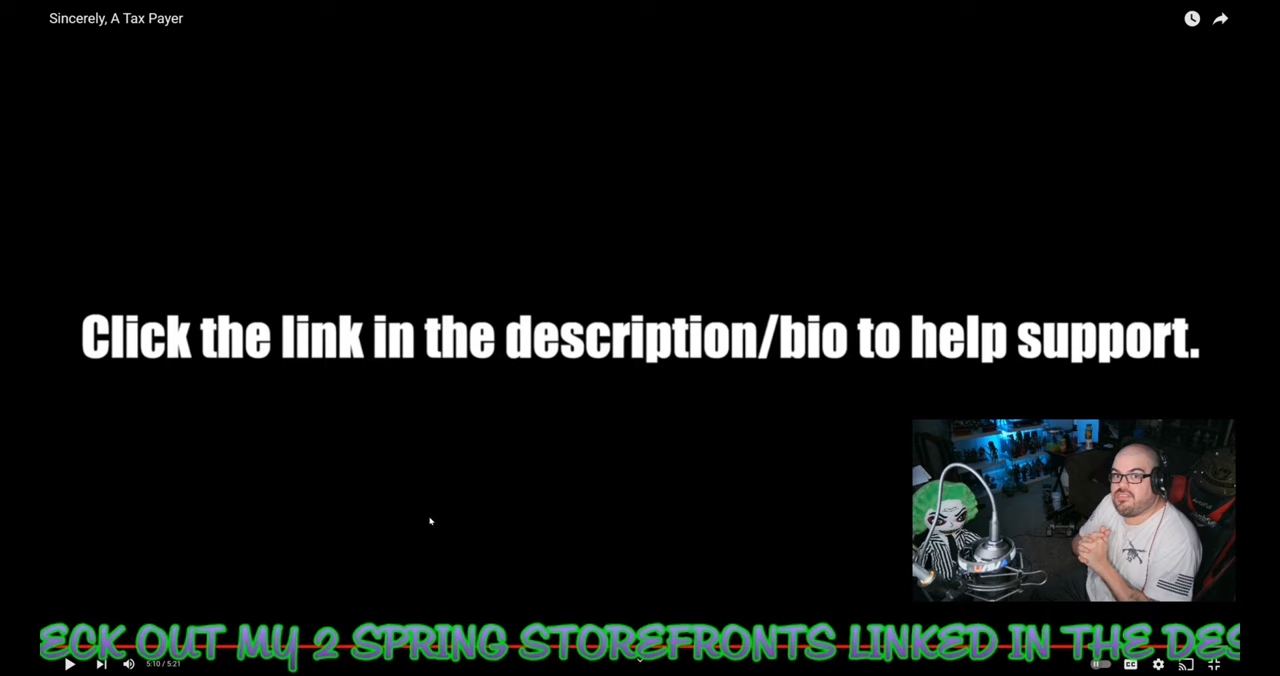 Sincerely, A Tax Payer
Click the link in the description/bio to help support.
ECK OUT MY 2 SPRING STOREFRONTS LINKED IN THE DES
5:10 / 5:21
CC